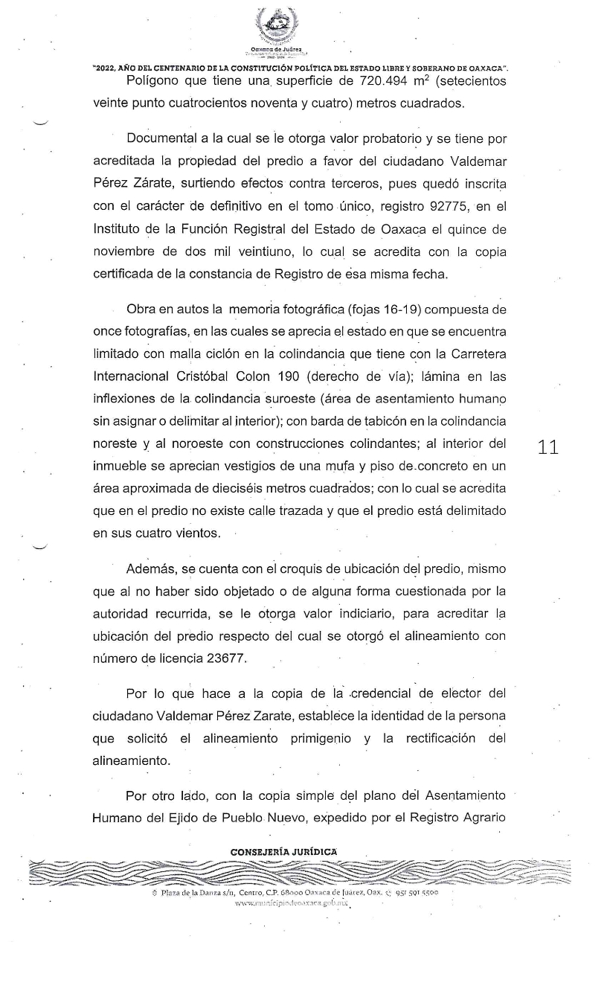 Oaxaca de Juárez
2022-2024
"2022, AÑO DEL CENTENARIO DE LA CONSTITUCIÓN POLÍTICA DEL ESTADO LIBRE Y SOBERANO DE OAXACA".
Polígono que tiene una superficie de 720.494 m² (setecientos
veinte punto cuatrocientos noventa y cuatro) metros cuadrados.
Documental a la cual se le otorga valor probatorio y se tiene por
acreditada la propiedad del predio a favor del ciudadano Valdemar
Pérez Zárate, surtiendo efectos contra terceros, pues quedó inscrita
con el carácter de definitivo en el tomo único, registro 92775, en el
Instituto de la Función Registral del Estado de Oaxaca el quince de
noviembre de dos mil veintiuno, lo cual se acredita con la copia
certificada de la constancia de Registro de esa misma fecha.
Obra en autos la memoria fotográfica (fojas 16-19) compuesta de
once fotografías, en las cuales se aprecia el estado en que se encuentra
limitado con malla ciclón en la colindancia que tiene con la Carretera
Internacional Cristóbal Colon 190 (derecho de vía); lámina en las
inflexiones de la colindancia suroeste (área de asentamiento humano
sin asignar o delimitar al interior); con barda de tabicón en la colindancia
noreste y al noroeste con construcciones colindantes; al interior del
inmueble se aprecian vestigios de una mufa y piso de concreto en un
área aproximada de dieciséis metros cuadrados; con lo cual se acredita
que en el predio no existe calle trazada y que el predio está delimitado
en sus cuatro vientos.
11
Además, se cuenta con el croquis de ubicación del predio, mismo
que al no haber sido objetado o de alguna forma cuestionada por la
autoridad recurrida, se le otorga valor indiciario, para acreditar la
ubicación del predio respecto del cual se otorgó el alineamiento con
número de licencia 23677.
Por lo que hace a la copia de la credencial de elector del
ciudadano Valdemar Pérez Zarate, establece la identidad de la persona
que solicitó el alineamiento primigenio y la rectificación del
alineamiento.
Por otro lado, con la copia simple del plano del Asentamiento
Humano del Ejido de Pueblo Nuevo, expedido por el Registro Agrario
CONSEJERÍA JURÍDICA
Plaza de la Danza s/n, Centro, C.P. 68000 Oaxaca de Juárez, Oax. 951 501 5500
www.municipiodeoaxaca.gob.mx